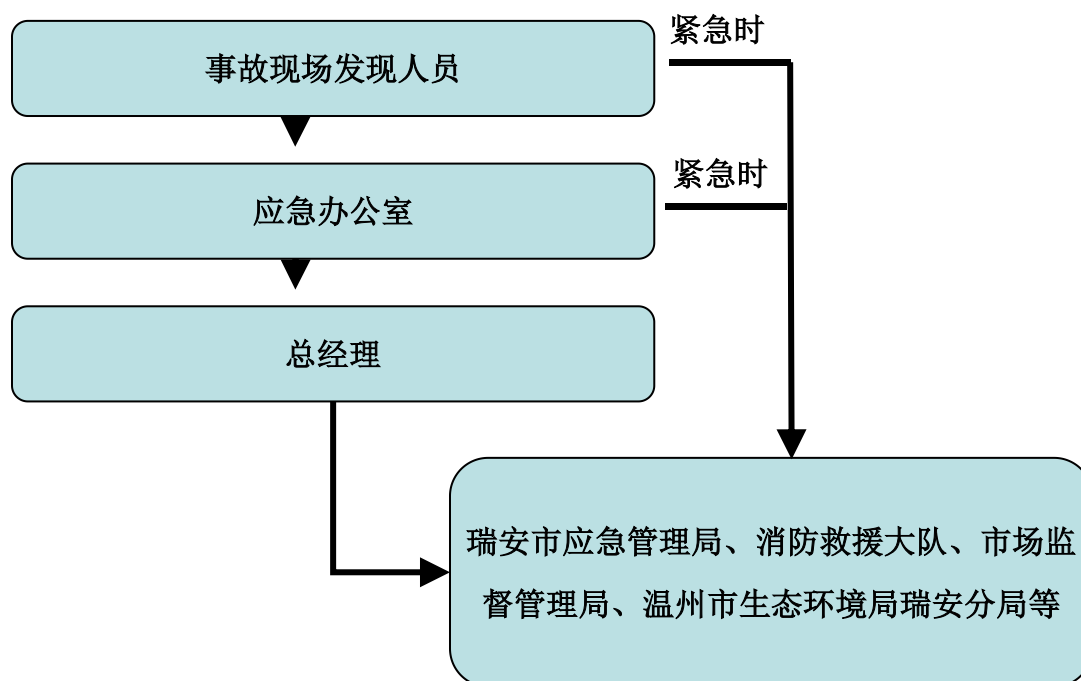 紧急时
事故现场发现人员
紧急时
应急办公室
总经理
瑞安市应急管理局、消防救援大队、市场监
督管理局、温州市生态环境局瑞安分局等